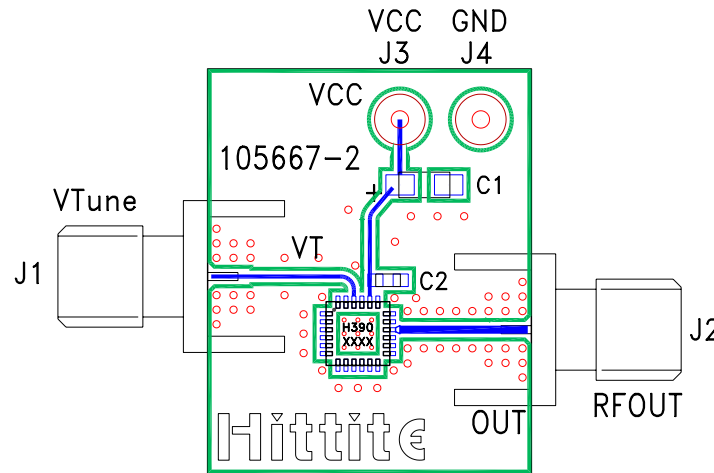 VCC GND
J3 J4
VCC
105667-2
+
C1
VTune
VT
J1
C2
H390
XXXX
J2
RFOUT
OUT
Hittite